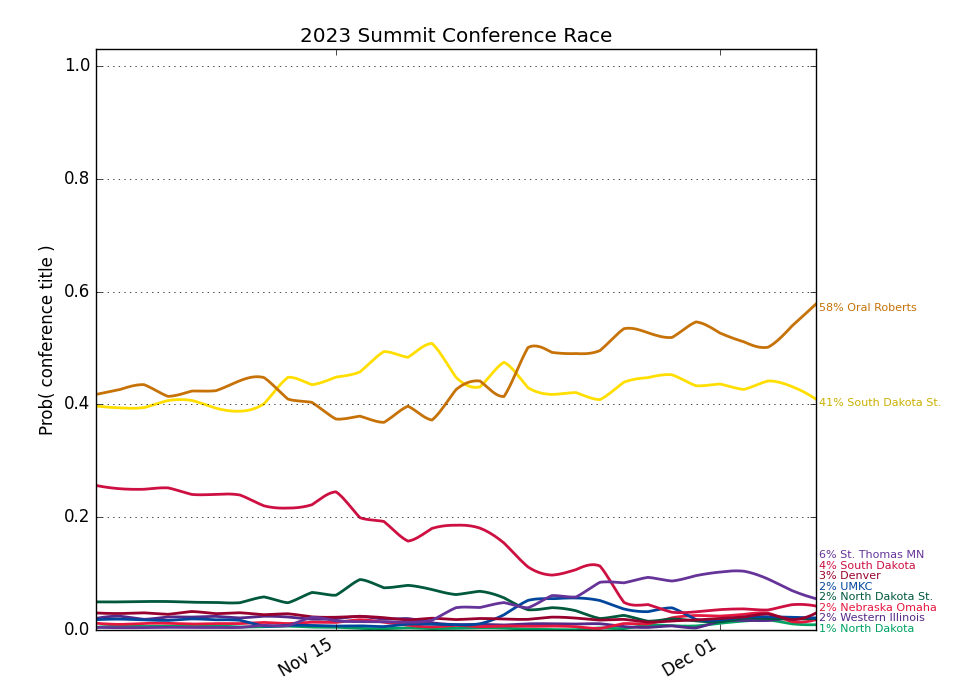 2023 Summit Conference Race
Prob( conference title )
1.0
0.8
0.6
0.4
0.2
0.0
Nov 15
Dec 01
58% Oral Roberts
41% South Dakota St.
6% St. Thomas MN
4% South Dakota
3% Denver
2% UMKC
2% North Dakota St.
2% Nebraska Omaha
2% Western Illinois
1% North Dakota